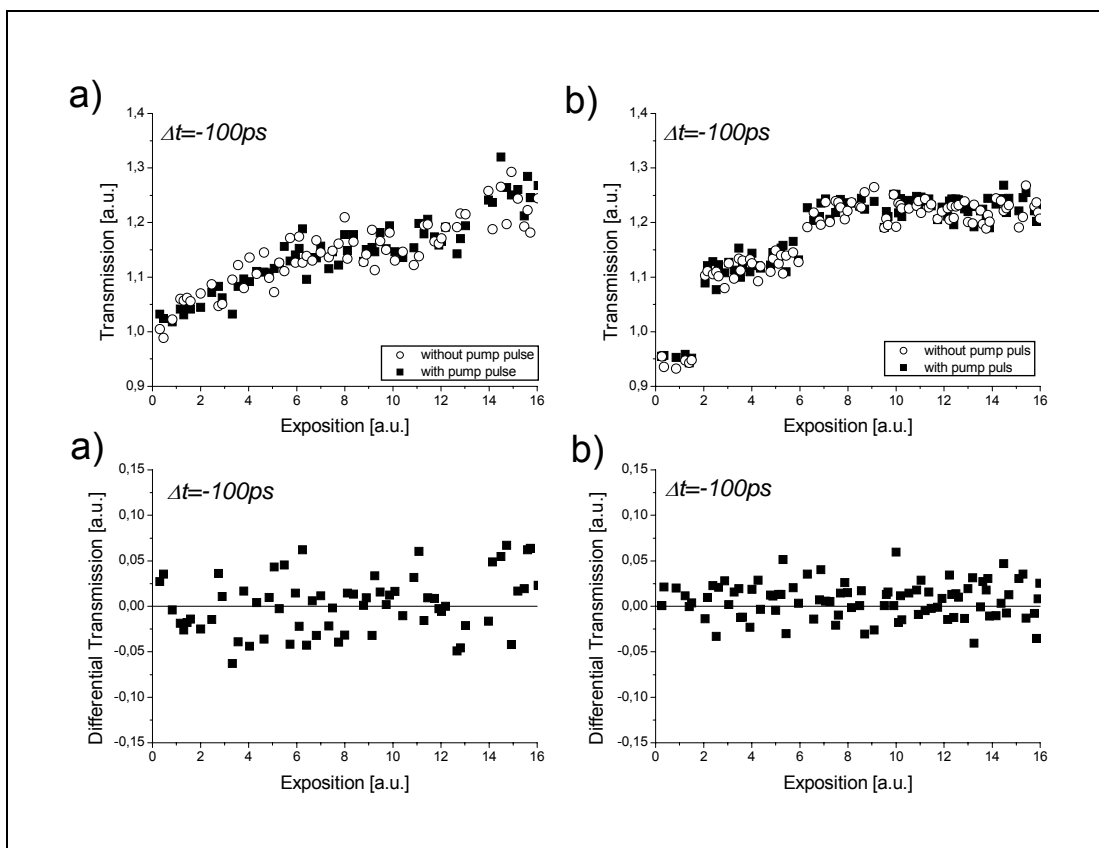 a)
Δt=-100ps
1,4
1,3
1,2
1,1
1,0
0,9
Transmission [a.u.]
without pump pulse
with pump pulse
0 2 4 6 8 10 12 14 16
Exposition [a.u.]
b)
Δt=-100ps
1,4
1,3
1,2
1,1
1,0
0,9
Transmission [a.u.]
without pump puls
with pump puls
0 2 4 6 8 10 12 14 16
Exposition [a.u.]
a)
Δt=-100ps
0,15
0,10
0,05
0,00
-0,05
-0,10
-0,15
Differential Transmission [a.u.]
0 2 4 6 8 10 12 14 16
Exposition [a.u.]
b)
Δt=-100ps
0,15
0,10
0,05
0,00
-0,05
-0,10
-0,15
Differential Transmission [a.u.]
0 2 4 6 8 10 12 14 16
Exposition [a.u.]